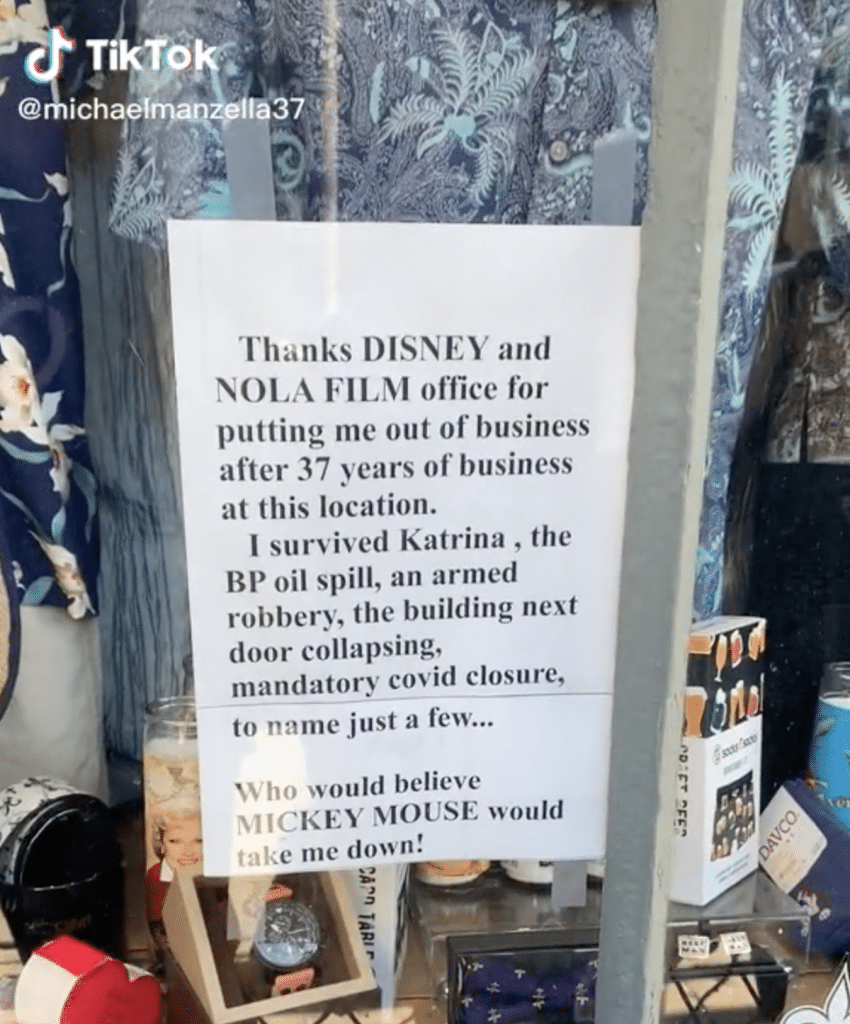 TikTok
@michaelmanzella37
Thanks DISNEY and
NOLA FILM office for
putting me out of business
after 37 years of business
at this location.
I survived Katrina , the
BP oil spill, an armed
robbery, the building next
door collapsing,
mandatory covid closure,
to name just a few...
Who would believe
MICKEY MOUSE would
take me down!
DAVCO